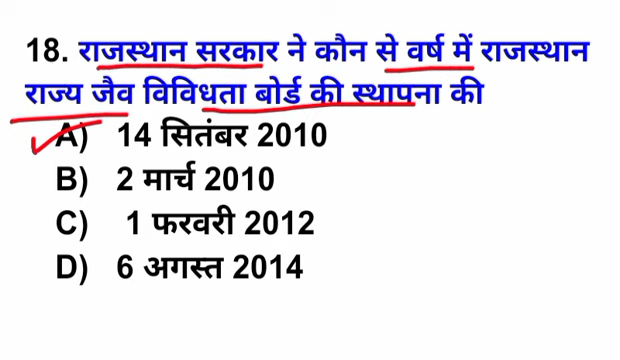 18. राजस्थान सरकार ने कौन से वर्ष में राजस्थान
राज्य जैव विविधता बोर्ड की स्थापना की
A) 14 सितंबर 2010
B) 2 मार्च 2010
C) 1 फरवरी 2012
D) 6 अगस्त 2014